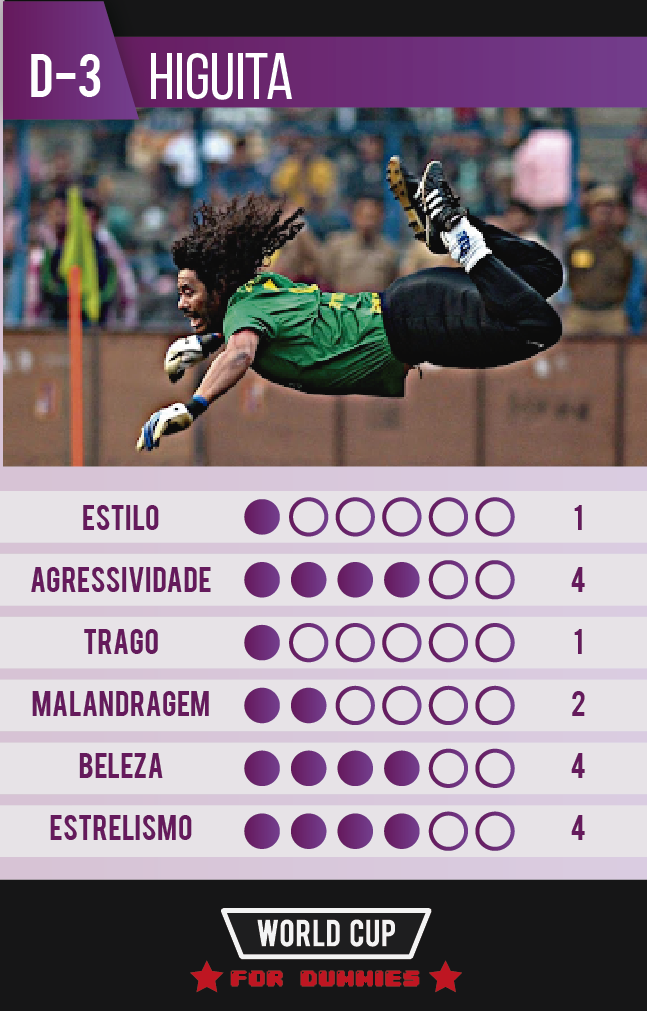 D-3 HIGUITA
ESTILO 1
AGRESSIVIDADE 4
TRAGO 1
MALANDRAGEM 2
BELEZA 4
ESTRELISMO 4
WORLD CUP
FOR DUMMIES